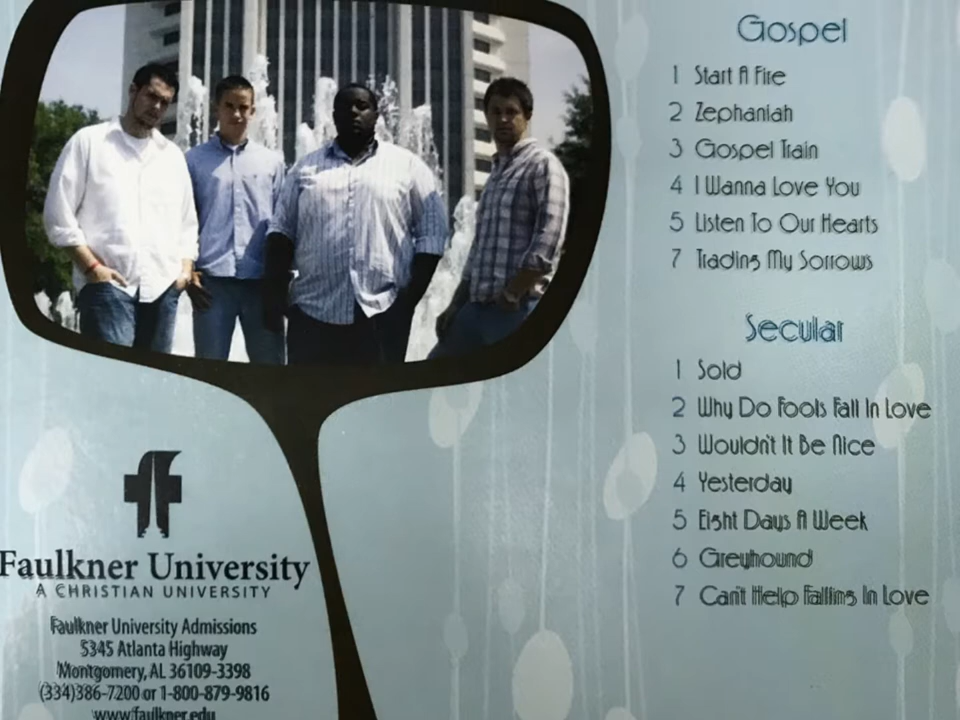 Gospel
1 Start A Fire
2 Zephaniah
3 Gospel Train
4 I Wanna Love You
5 Listen To Our Hearts
7 Trading My Sorrows
Secular
1 Sold
2 Why Do Fools Fall In Love
3 Wouldn't It Be Nice
4 Yesterday
5 Eight Days A Week
6 Greyhound
7 Can't Help Falling In Love
Faulkner University
A CHRISTIAN UNIVERSITY
Faulkner University Admissions
5345 Atlanta Highway
Montgomery, AL 36109-3398
(334)386-7200 or 1-800-879-9816
www.faulkner.edu